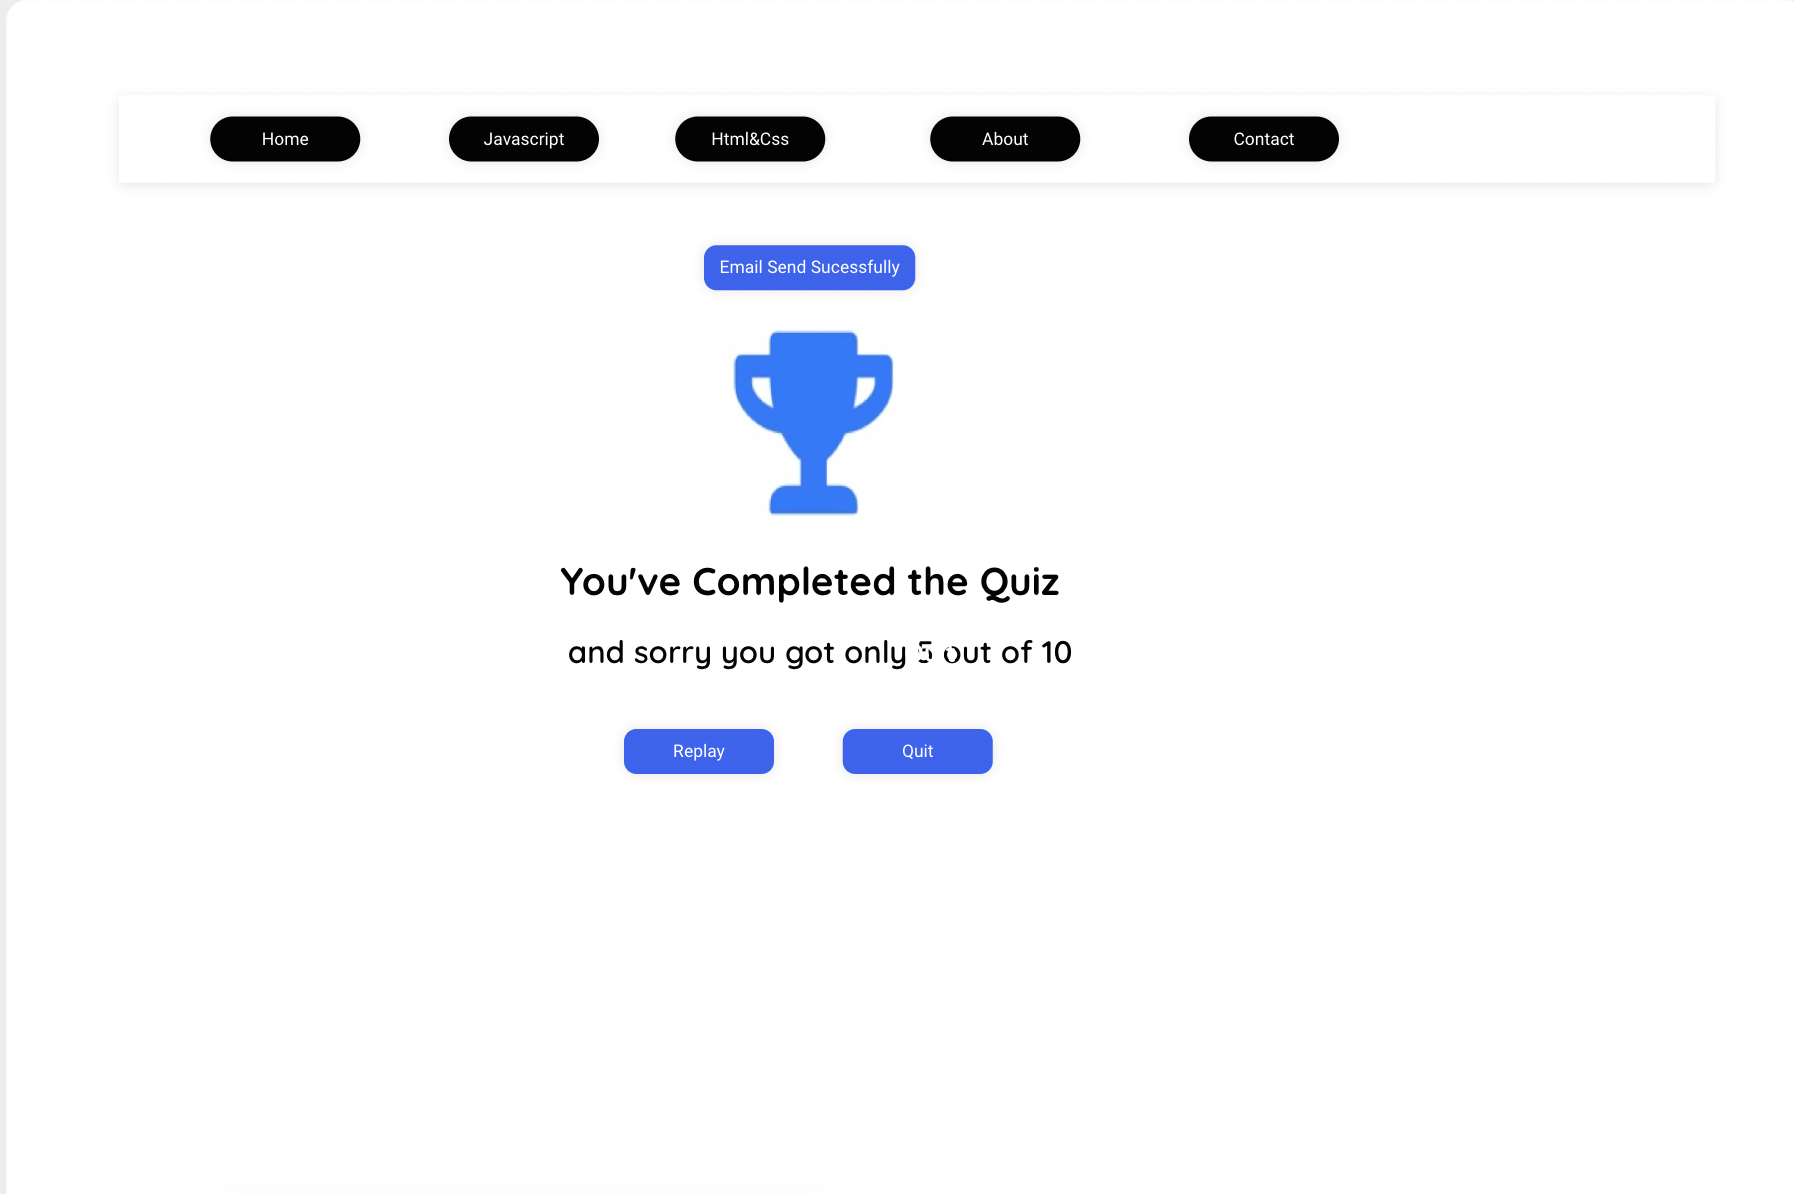 Home Javascript Html&Css About Contact
Email Send Sucessfully
You've Completed the Quiz
and sorry you got only 5 out of 10
Replay Quit